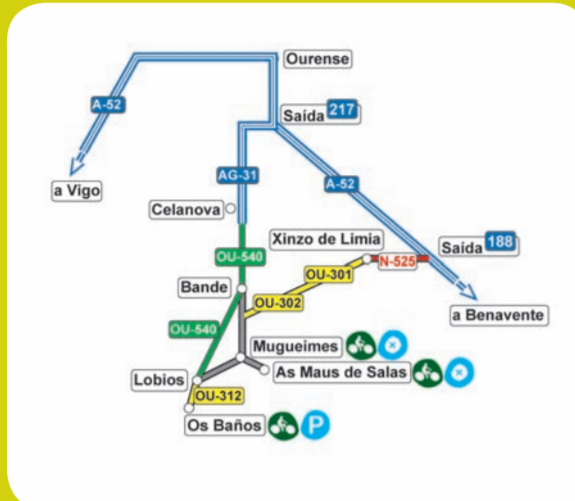 Ourense
Saída 217
A-52
a Vigo
AG-31
A-52
Celanova
Xinzo de Limia
Saída 188
N-525
OU-540
OU-301
Bande
OU-302
a Benavente
OU-540
Mugueimes
As Maus de Salas
Lobios
OU-312
Os Baños P